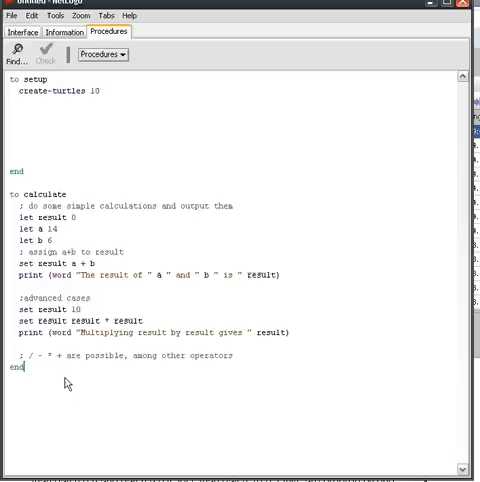 Untitled - NetLogo
File Edit Tools Zoom Tabs Help
Interface Information Procedures
Find... Check Procedures
to setup
create-turtles 10
end
to calculate
; do some simple calculations and output them
let result 0
let a 14
let b 6
; assign a+b to result
set result a + b
print (word "The result of " a " and " b " is " result)
;advanced cases
set result 10
set result result * result
print (word "Multiplying result by result gives " result)
; / - * + are possible, among other operators
end